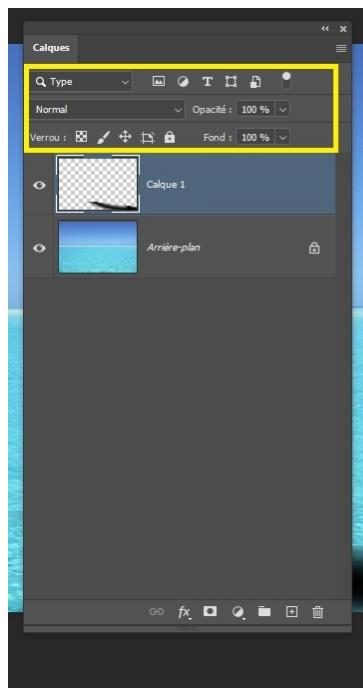 Calques
Type
Normal Opacité : 100 %
Verrou : Fond : 100 %
Calque 1
Arrière-plan
fx